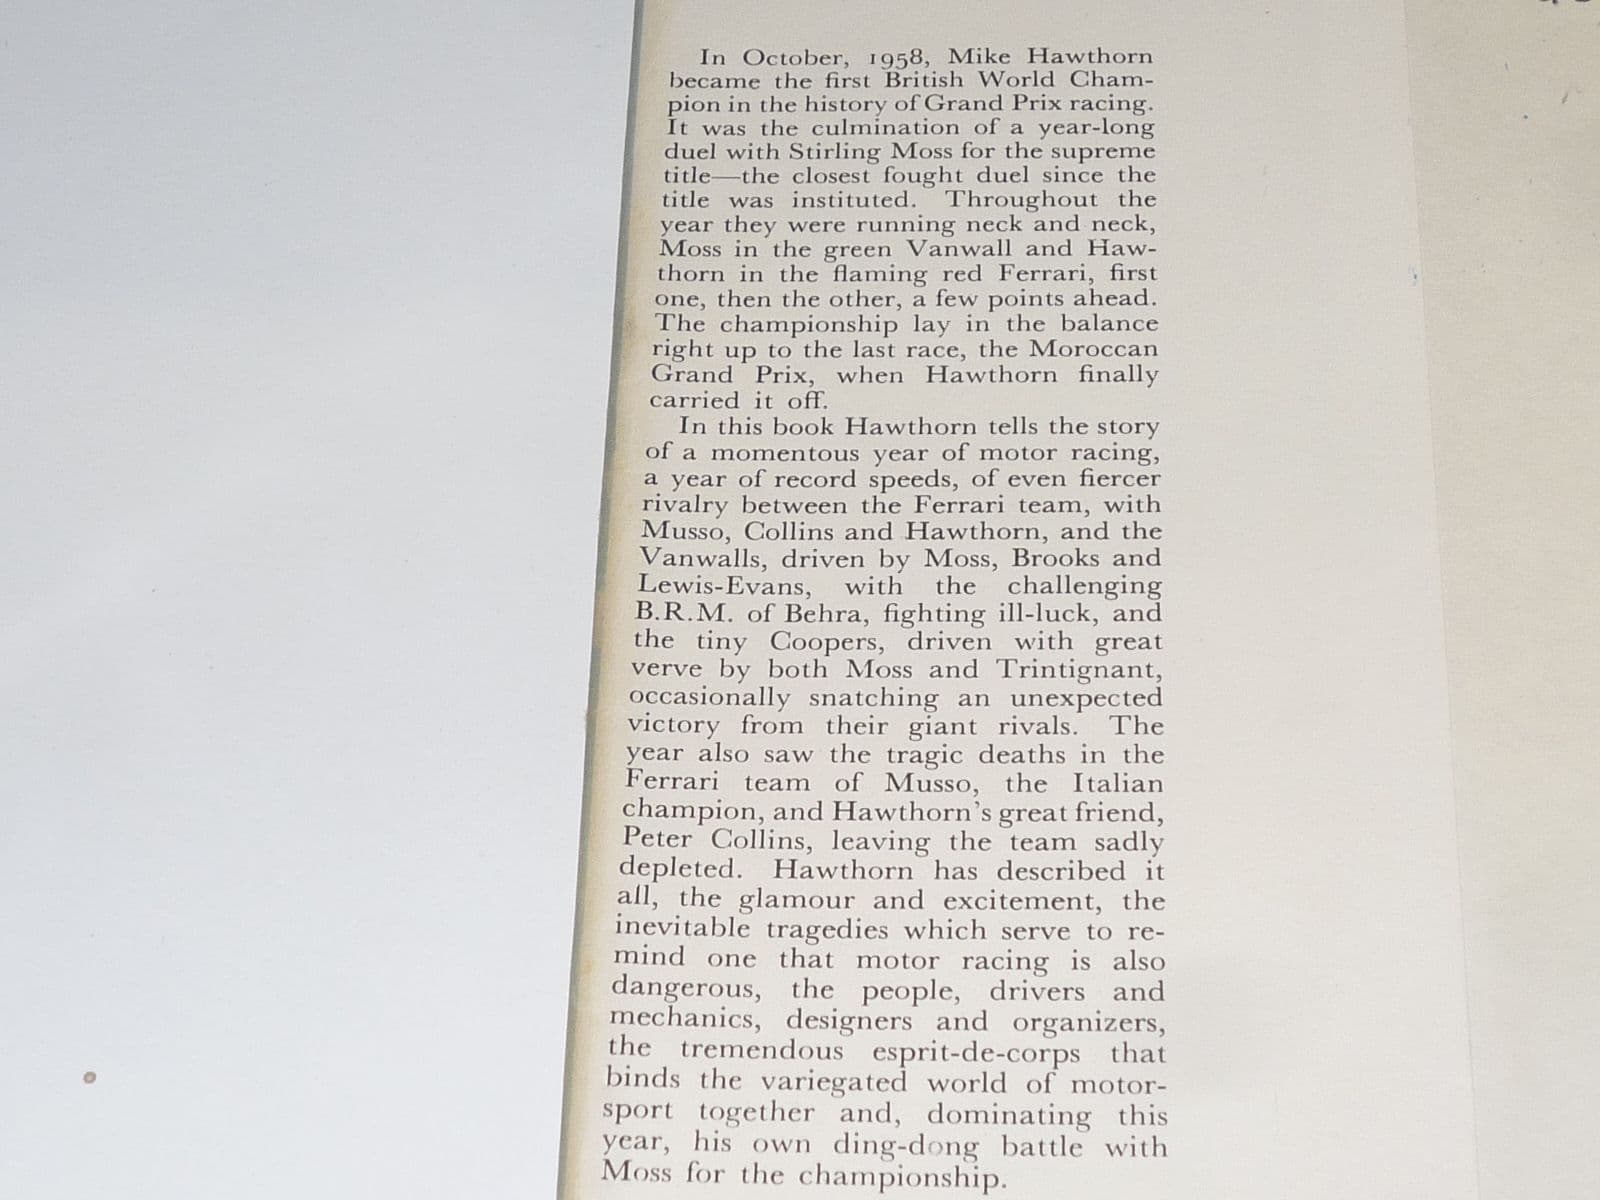 In October, 1958, Mike Hawthorn
became the first British World Cham-
pion in the history of Grand Prix racing.
It was the culmination of a year-long
duel with Stirling Moss for the supreme
title—the closest fought duel since the
title was instituted. Throughout the
year they were running neck and neck,
Moss in the green Vanwall and Haw-
thorn in the flaming red Ferrari, first
one, then the other, a few points ahead.
The championship lay in the balance
right up to the last race, the Moroccan
Grand Prix, when Hawthorn finally
carried it off.
In this book Hawthorn tells the story
of a momentous year of motor racing,
a year of record speeds, of even fiercer
rivalry between the Ferrari team, with
Musso, Collins and Hawthorn, and the
Vanwalls, driven by Moss, Brooks and
Lewis-Evans, with the challenging
B.R.M. of Behra, fighting ill-luck, and
the tiny Coopers, driven with great
verve by both Moss and Trintignant,
occasionally snatching an unexpected
victory from their giant rivals. The
year also saw the tragic deaths in the
Ferrari team of Musso, the Italian
champion, and Hawthorn's great friend,
Peter Collins, leaving the team sadly
depleted. Hawthorn has described it
all, the glamour and excitement, the
inevitable tragedies which serve to re-
mind one that motor racing is also
dangerous, the people, drivers and
mechanics, designers and organizers,
the tremendous esprit-de-corps that
binds the variegated world of motor-
sport together and, dominating this
year, his own ding-dong battle with
Moss for the championship.